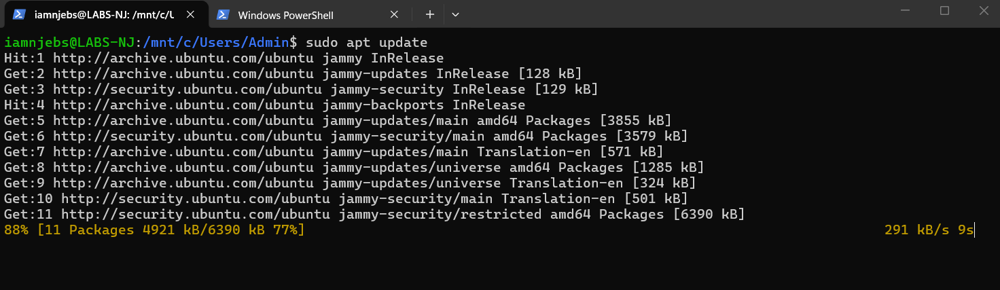 iamnjebs@LABS-NJ: /mnt/c/U
Windows PowerShell
iamnjebs@LABS-NJ:/mnt/c/Users/Admin$ sudo apt update
Hit:1 http://archive.ubuntu.com/ubuntu jammy InRelease
Get:2 http://archive.ubuntu.com/ubuntu jammy-updates InRelease [128 kB]
Get:3 http://security.ubuntu.com/ubuntu jammy-security InRelease [129 kB]
Hit:4 http://archive.ubuntu.com/ubuntu jammy-backports InRelease
Get:5 http://archive.ubuntu.com/ubuntu jammy-updates/main amd64 Packages [3855 kB]
Get:6 http://security.ubuntu.com/ubuntu jammy-security/main amd64 Packages [3579 kB]
Get:7 http://archive.ubuntu.com/ubuntu jammy-updates/main Translation-en [571 kB]
Get:8 http://archive.ubuntu.com/ubuntu jammy-updates/universe amd64 Packages [1285 kB]
Get:9 http://archive.ubuntu.com/ubuntu jammy-updates/universe Translation-en [324 kB]
Get:10 http://security.ubuntu.com/ubuntu jammy-security/main Translation-en [501 kB]
Get:11 http://security.ubuntu.com/ubuntu jammy-security/restricted amd64 Packages [6390 kB]
88% [11 Packages 4921 kB/6390 kB 77%] 291 kB/s 9s